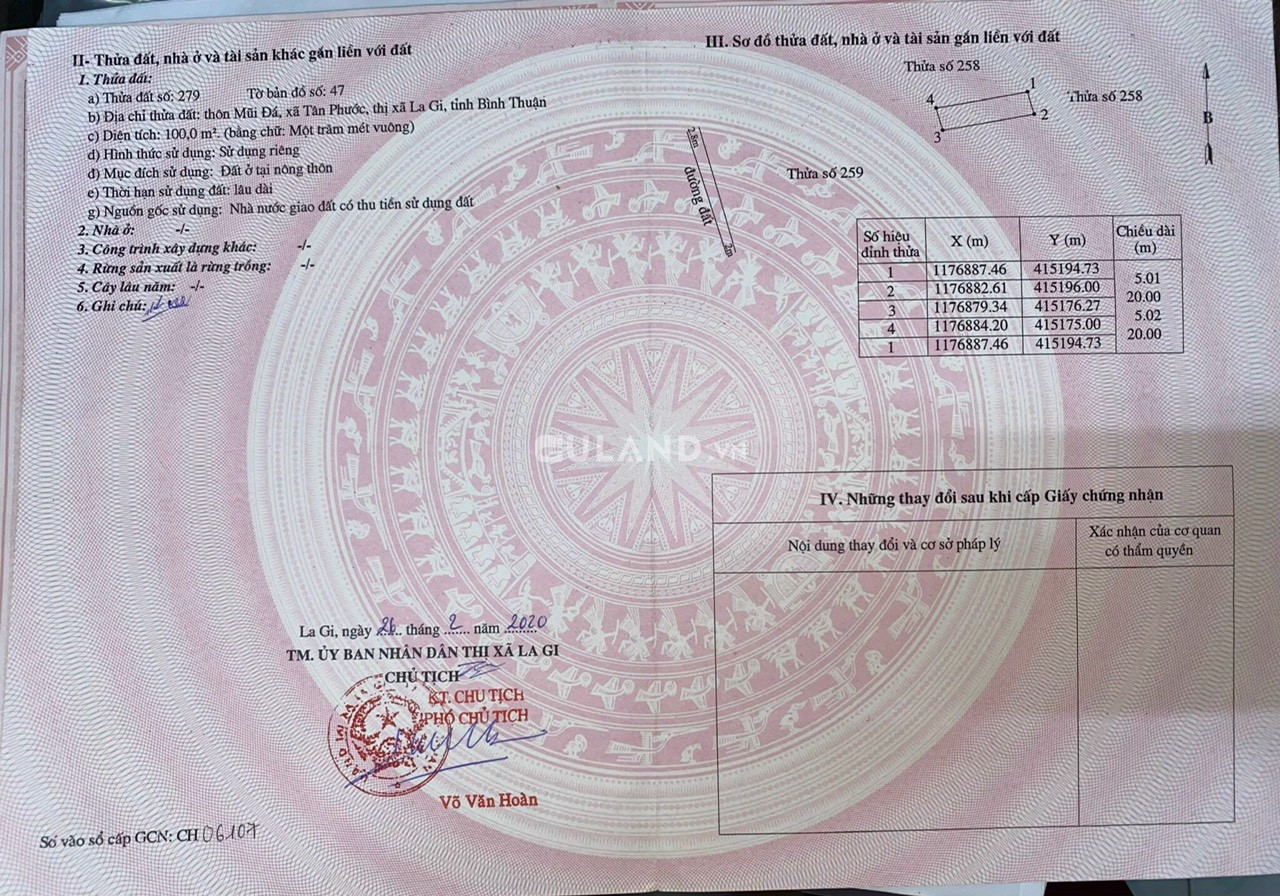 II- Thửa đất, nhà ở và tài sản khác gắn liền với đất
1. Thửa đất:
a) Thửa đất số: 279 Tờ bản đồ số: 47
b) Địa chỉ thửa đất: thôn Mũi Đá, xã Tân Phước, thị xã La Gi, tỉnh Bình Thuận
c) Diện tích: 100,0 m². (bằng chữ: Một trăm mét vuông)
d) Hình thức sử dụng: Sử dụng riêng
đ) Mục đích sử dụng: Đất ở tại nông thôn
e) Thời hạn sử dụng đất: lâu dài
g) Nguồn gốc sử dụng: Nhà nước giao đất có thu tiền sử dụng đất
2. Nhà ở: -/-
3. Công trình xây dựng khác: -/-
4. Rừng sản xuất là rừng trồng: -/-
5. Cây lâu năm: -/-
6. Ghi chú:
La Gi, ngày 26 tháng 2 năm 2020
TM. ỦY BAN NHÂN DÂN THỊ XÃ LA GI
CHỦ TỊCH
KT. CHỦ TỊCH
PHÓ CHỦ TỊCH
Võ Văn Hoàn
Số vào sổ cấp GCN: CH 06107
III. Sơ đồ thửa đất, nhà ở và tài sản gắn liền với đất
Thửa số 258
1
4
Thửa số 258
2
3
B
2.8m
đường đất
2m
Thửa số 259
Số hiệu đỉnh thửa X (m) Y (m) Chiều dài (m)
1 1176887.46 415194.73
5.01
2 1176882.61 415196.00
20.00
3 1176879.34 415176.27
5.02
4 1176884.20 415175.00
20.00
1 1176887.46 415194.73
GULAND.vn
IV. Những thay đổi sau khi cấp Giấy chứng nhận
Nội dung thay đổi và cơ sở pháp lý
Xác nhận của cơ quan
có thẩm quyền